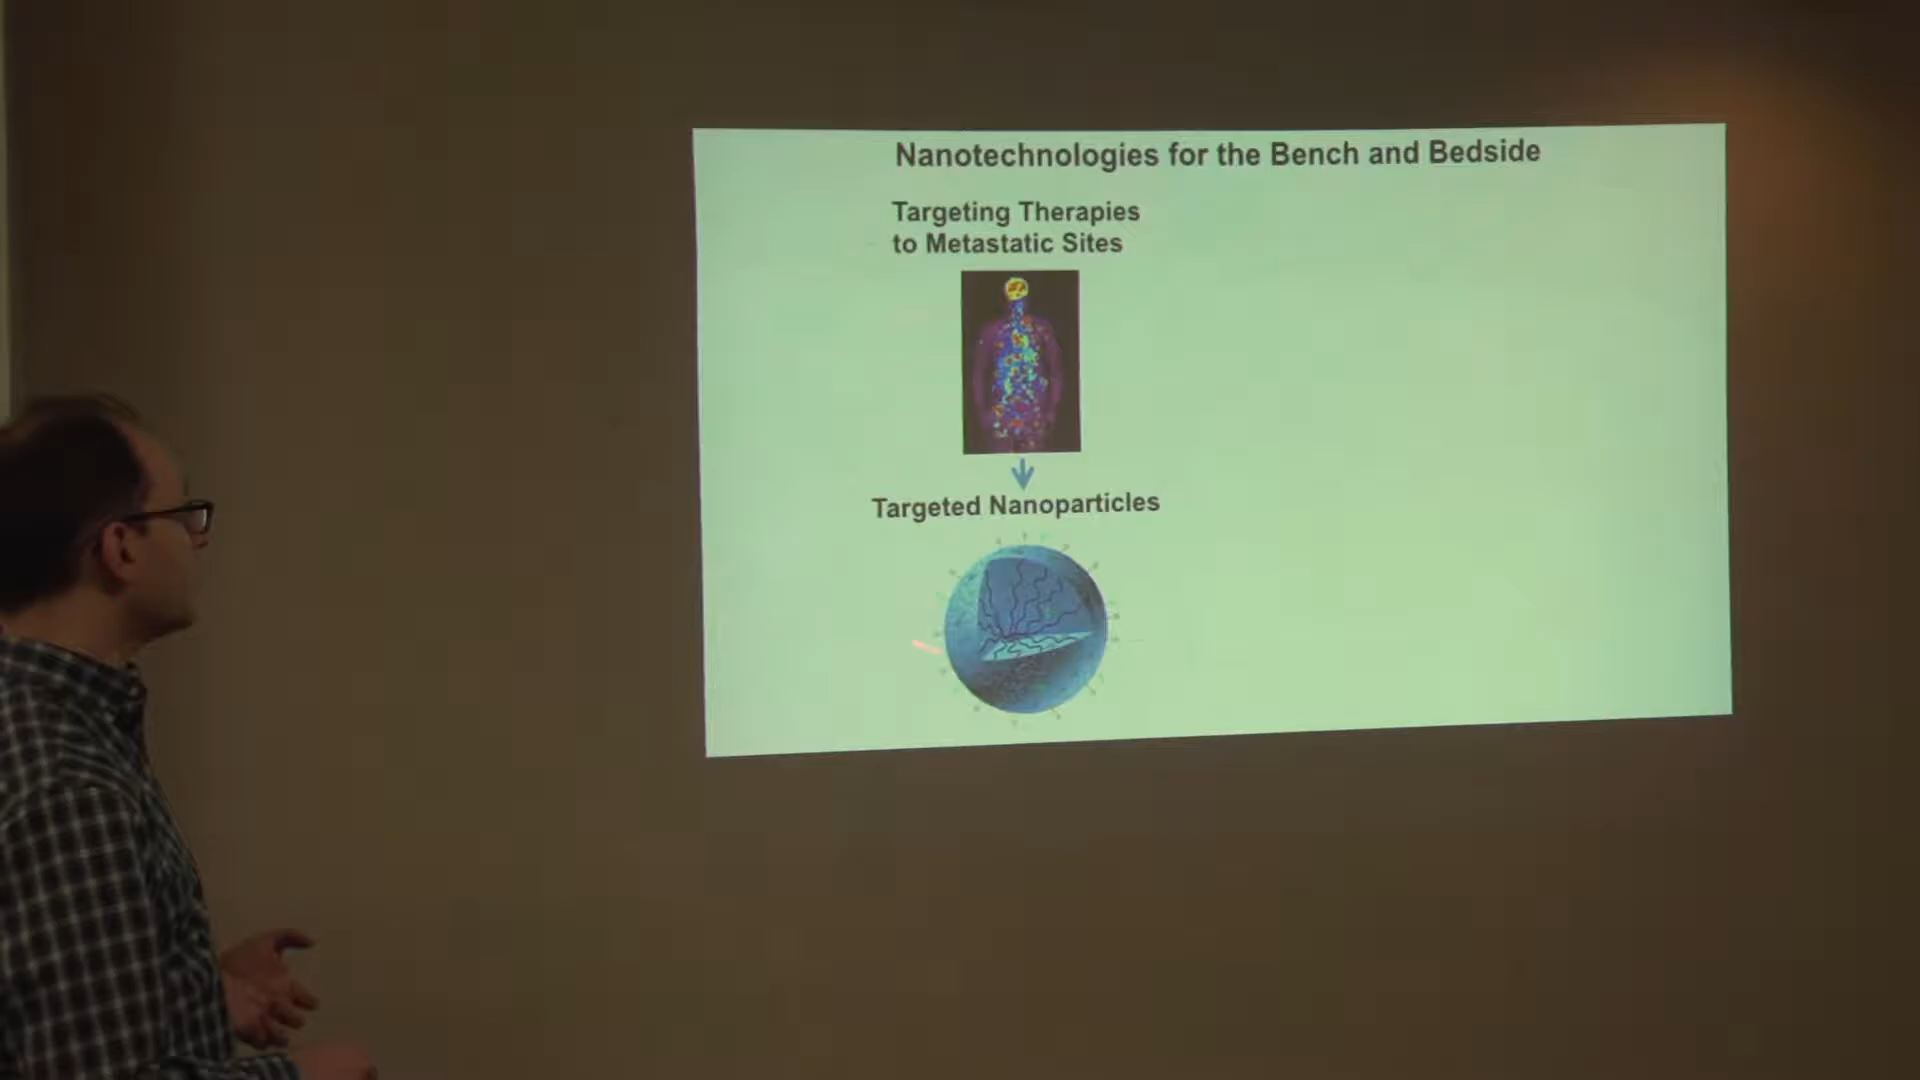 Nanotechnologies for the Bench and Bedside
Targeting Therapies
to Metastatic Sites
Targeted Nanoparticles